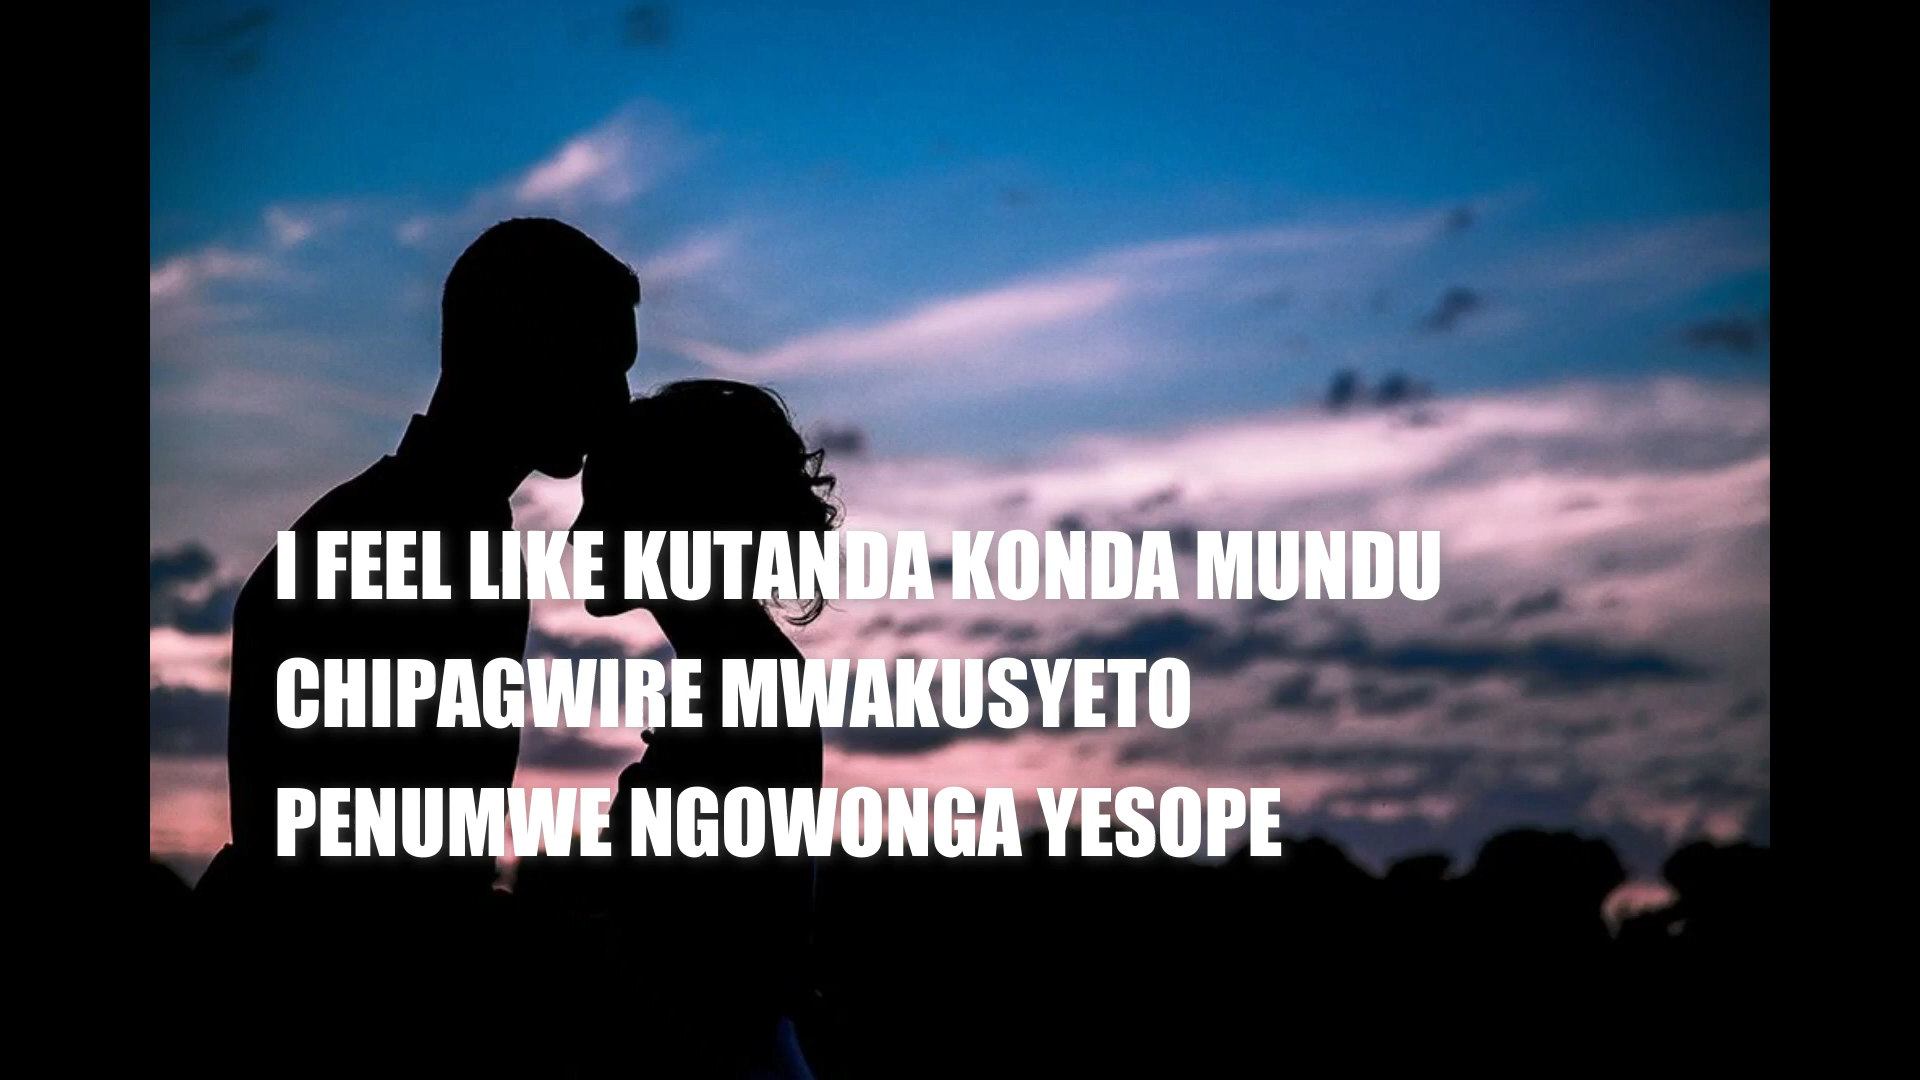 I FEEL LIKE KUTANDA KONDA MUNDU
CHIPAGWIRE MWAKUSYETO
PENUMWE NGOWONGA YESOPE